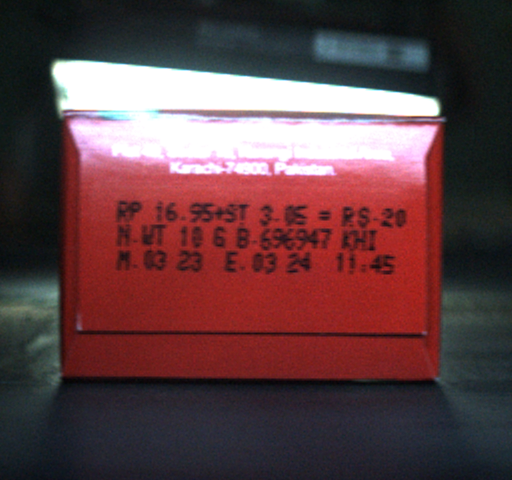 Karachi-74900, Pakistan.
RP 16.95+ST 3.05 = RS.20
N.WT 10 G B-696947 KHI
M.03 23 E.03 24 11:45